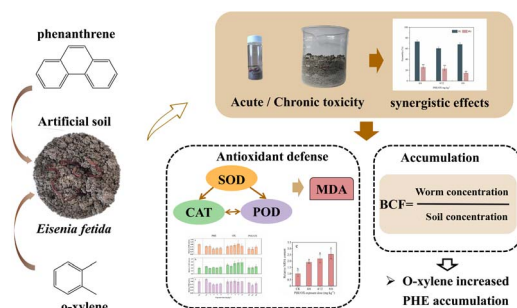 phenanthrene
Artificial soil
Eisenia fetida
o-xylene
Acute / Chronic toxicity
synergistic effects
Antioxidant defense
SOD
CAT
POD
MDA
Accumulation
BCF=
Worm concentration
Soil concentration
➢ O-xylene increased
PHE accumulation